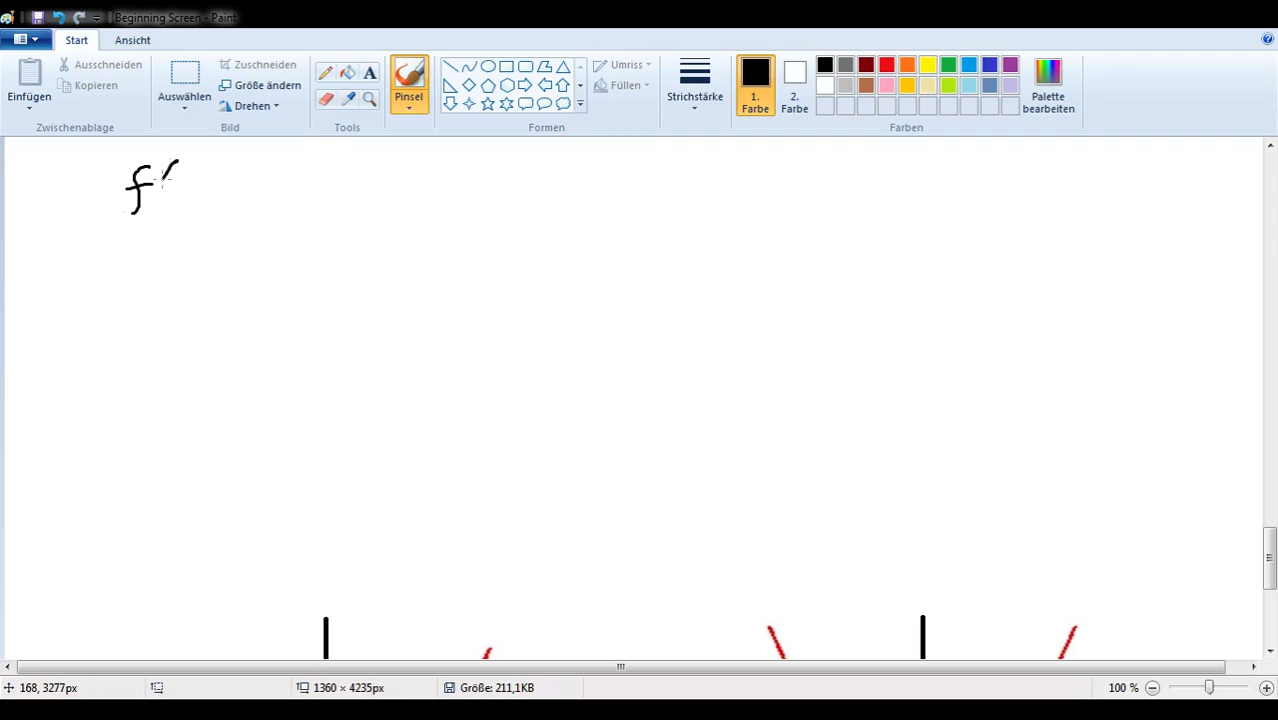 Beginning Screen - Paint
Start Ansicht
Einfügen
Ausschneiden
Kopieren
Zwischenablage
Auswählen
Zuschneiden
Größe ändern
Drehen
Bild
A
Tools
Pinsel
Umriss
Füllen
Formen
Strichstärke
1.
Farbe
2.
Farbe
Palette
bearbeiten
Farben
f'
168, 3277px
1360 × 4235px
Größe: 211,1KB
100 %